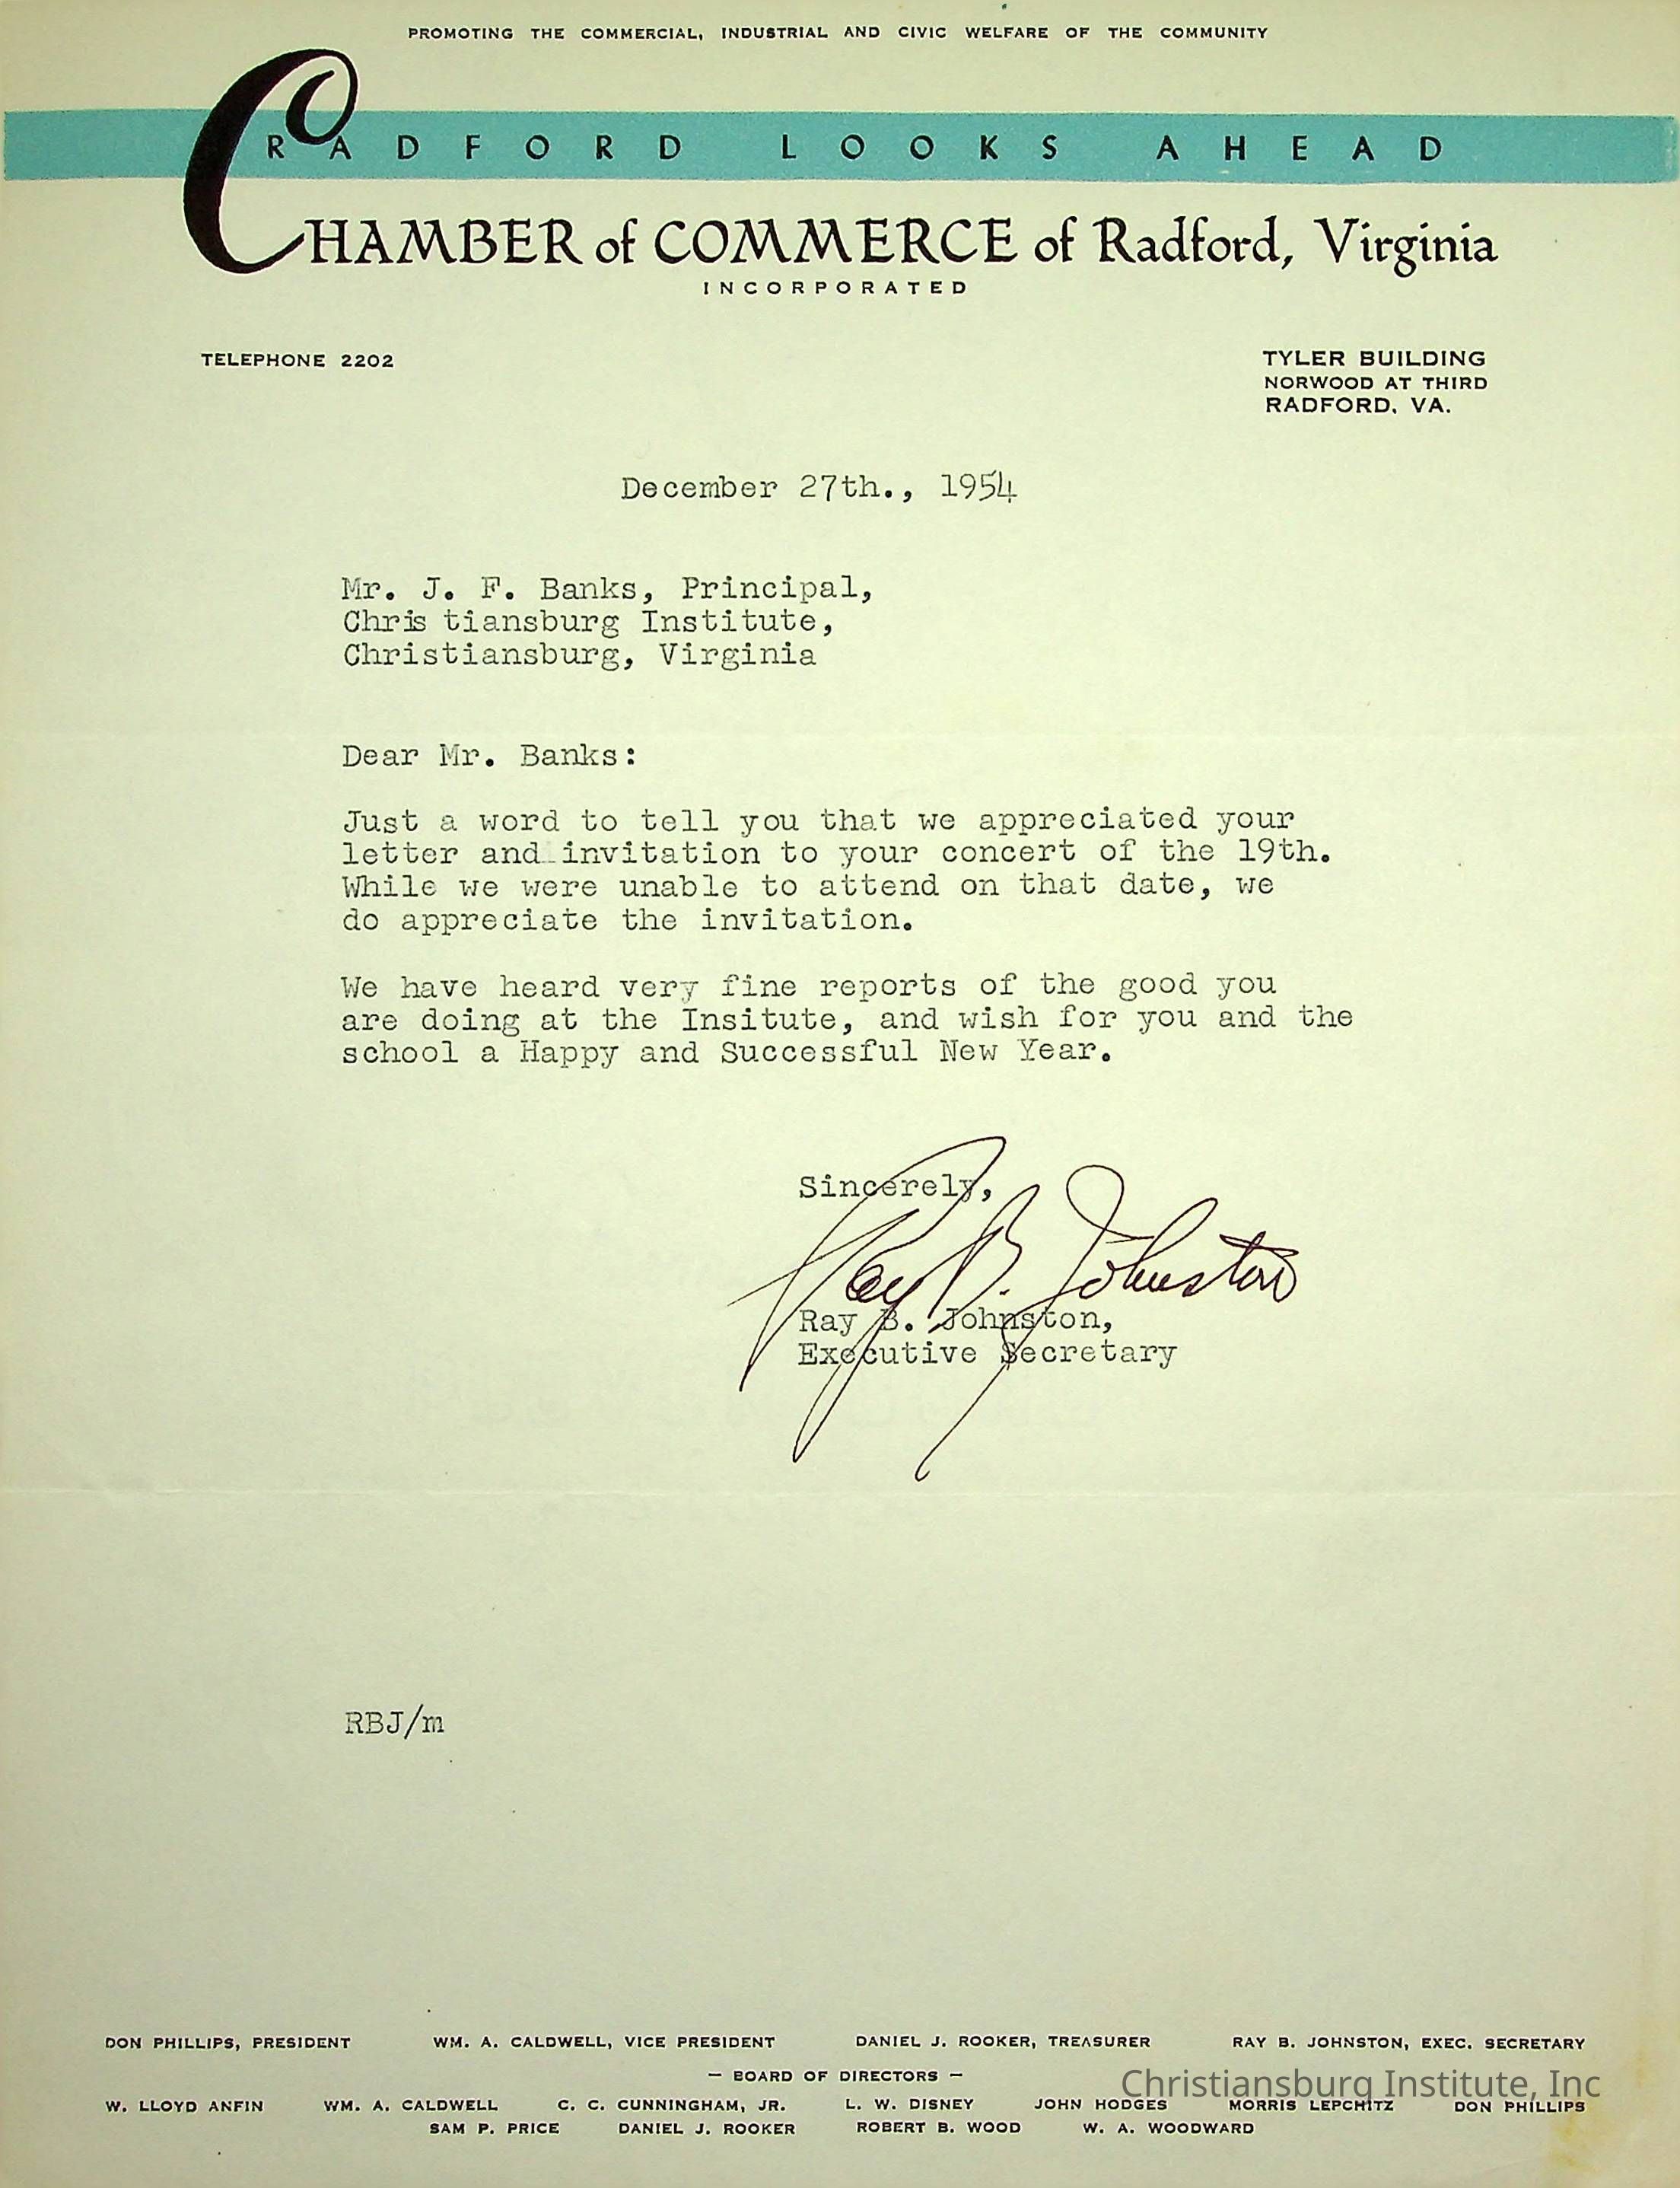 PROMOTING THE COMMERCIAL, INDUSTRIAL AND CIVIC WELFARE OF THE COMMUNITY
RADFORD LOOKS AHEAD
CHAMBER of COMMERCE of Radford, Virginia
INCORPORATED
TELEPHONE 2202
TYLER BUILDING
NORWOOD AT THIRD
RADFORD, VA.
December 27th., 1954
Mr. J. F. Banks, Principal,
Chris tiansburg Institute,
Christiansburg, Virginia
Dear Mr. Banks:
Just a word to tell you that we appreciated your
letter and invitation to your concert of the 19th.
While we were unable to attend on that date, we
do appreciate the invitation.
We have heard very fine reports of the good you
are doing at the Insitute, and wish for you and the
school a Happy and Successful New Year.
Sincerely,
Ray B. Johnston
Ray B. Johnston,
Executive Secretary
RBJ/m
DON PHILLIPS, PRESIDENT WM. A. CALDWELL, VICE PRESIDENT DANIEL J. ROOKER, TREASURER RAY B. JOHNSTON, EXEC. SECRETARY
— BOARD OF DIRECTORS —
Christiansburg Institute, Inc
W. LLOYD ANFIN WM. A. CALDWELL C. C. CUNNINGHAM, JR. L. W. DISNEY JOHN HODGES MORRIS LEPCHITZ DON PHILLIPS
SAM P. PRICE DANIEL J. ROOKER ROBERT B. WOOD W. A. WOODWARD